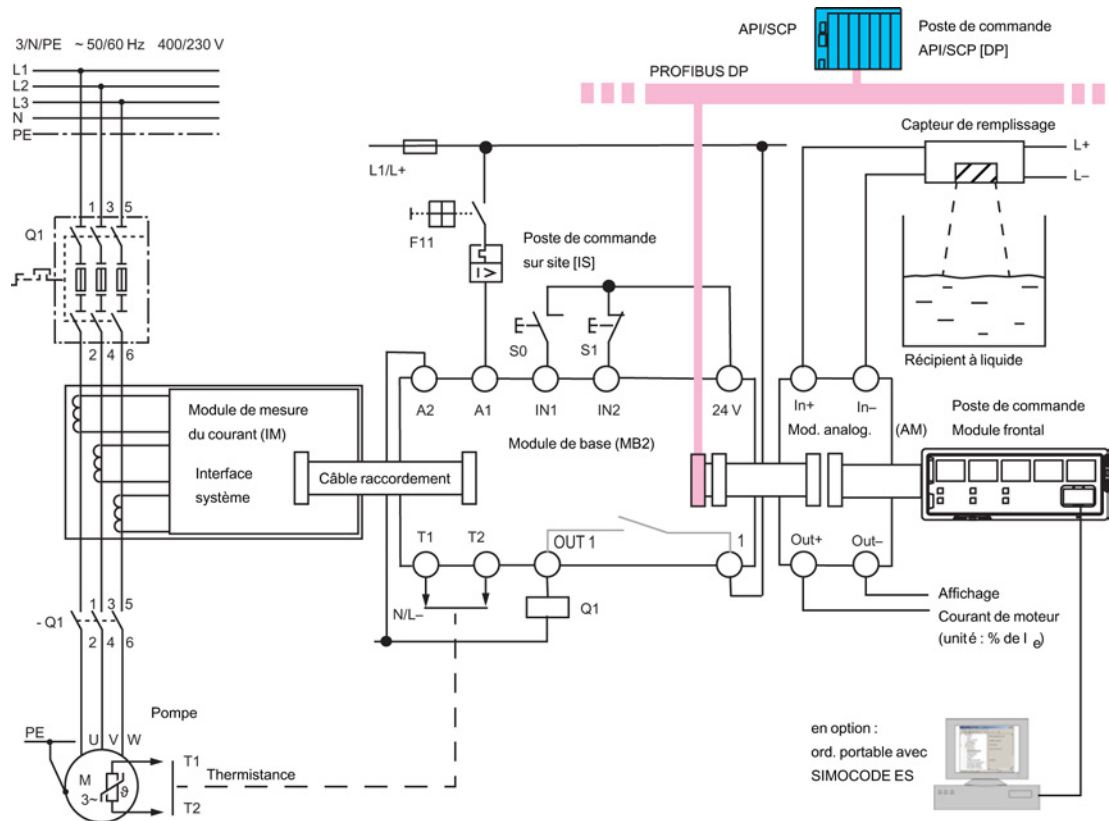 3/N/PE ~ 50/60 Hz 400/230 V
API/SCP
Poste de commande
API/SCP [DP]
L1
L2
L3
N
PE
PROFIBUS DP
Capteur de remplissage
L+
L–
L1/L+
1 3 5
Q1
F11
Poste de commande
sur site [IS]
I >
S0
S1
2 4 6
Récipient à liquide
A2
A1
IN1
IN2
24 V
In+
In–
Module de mesure
du courant (IM)
Interface
système
Câble raccordement
Module de base (MB2)
Mod. analog.
(AM)
Poste de commande
Module frontal
T1
T2
OUT 1
1
Out+
Out–
N/L–
Q1
Affichage
Courant de moteur
(unité : % de I e)
1 3 5
- Q1
2 4 6
Pompe
PE
U V W
M
3~
ϑ
T1
T2
Thermistance
en option :
ord. portable avec
SIMOCODE ES